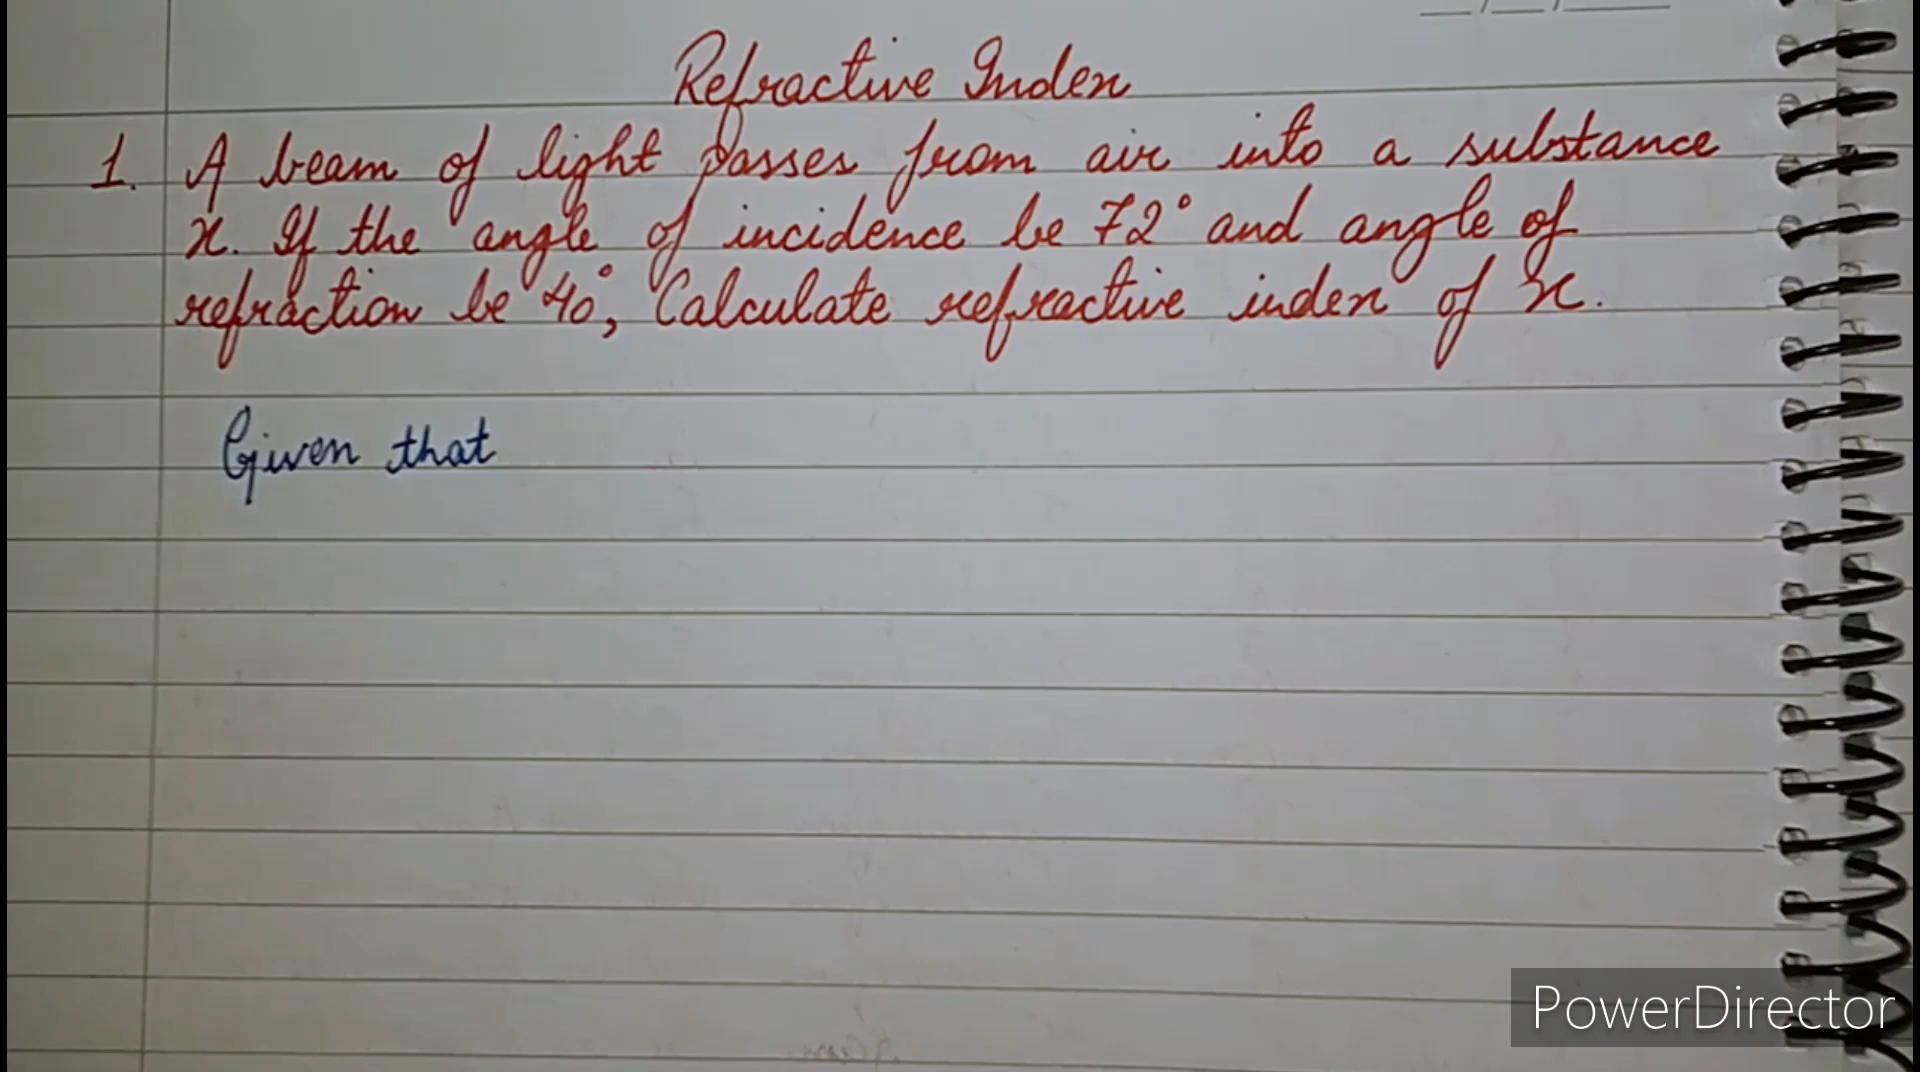 Refractive Index
1. A beam of light passes from air into a substance
x. If the angle of incidence be 72° and angle of
refraction be 40°, Calculate refractive index of x.
Given that
PowerDirector